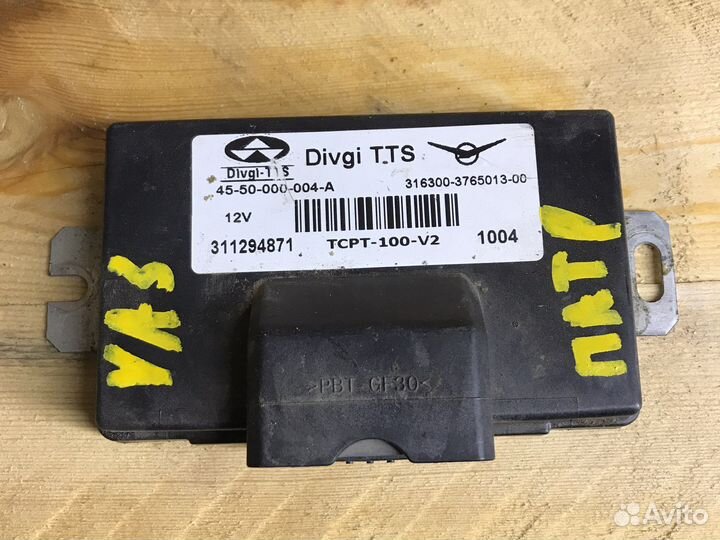 Divgi-TTS
Divgi TTS
45-50-000-004-A
316300-3765013-00
12V
311294871
TCPT-100-V2
1004
УАЗ
ПАТР
>PBT GF30<
Avito